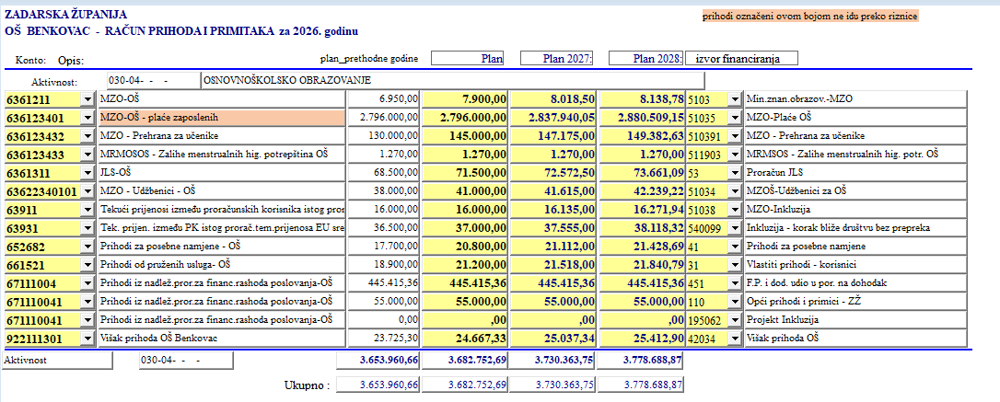 ZADARSKA ŽUPANIJA
prihodi označeni ovom bojom ne idu preko riznice
OŠ BENKOVAC - RAČUN PRIHODA I PRIMITAKA za 2026. godinu
Konto: Opis: plan_prethodne godine Plan Plan 2027: Plan 2028: izvor financiranja
Aktivnost: 030-04- - - OSNOVNOŠKOLSKO OBRAZOVANJE
6361211 MZO-OŠ 6.950,00 7.900,00 8.018,50 8.138,78 5103 Min.znan.obrazov.-MZO
636123401 MZO-OŠ - plaće zaposlenih 2.796.000,00 2.796.000,00 2.837.940,05 2.880.509,15 51035 MZO-Plaće OŠ
636123432 MZO - Prehrana za učenike 130.000,00 145.000,00 147.175,00 149.382,63 510391 MZO - Prehrana za učenike
636123433 MRMOSOS - Zalihe menstrualnih hig. potrepština OŠ 1.270,00 1.270,00 1.270,00 1.270,00 511903 MRMŠOS - Zalihe menstrualnih hig. potr. OŠ
6361311 JLS-OŠ 68.500,00 71.500,00 72.572,50 73.661,09 53 Proračun JLS
63622340101 MZO - Udžbenici - OŠ 38.000,00 41.000,00 41.615,00 42.239,22 51034 MZOŠ-Udžbenici za OŠ
63911 Tekući prijenosi između proračunskih korisnika istog pror 16.000,00 16.000,00 16.135,00 16.271,94 51038 MZO-Inkluzija
63931 Tek. prijen. između PK istog prorač.tem.prijenosa EU sre 36.500,00 37.000,00 37.555,00 38.118,32 540099 Inkluzija - korak bliže društvu bez prepreka
652682 Prihodi za posebne namjene - OŠ 17.700,00 20.800,00 21.112,00 21.428,69 41 Prihodi za posebne namjene
661521 Prihodi od pruženih usluga- OŠ 18.900,00 21.200,00 21.518,00 21.840,79 31 Vlastiti prihodi - korisnici
67111004 Prihodi iz nadlež.pror.za financ.rashoda poslovanja-OŠ 445.415,36 445.415,36 445.415,36 445.415,36 451 F.P. i dod. udio u por. na dohodak
671110041 Prihodi iz nadlež.pror.za financ.rashoda poslovanja-OŠ 55.000,00 55.000,00 55.000,00 55.000,00 110 Opći prihodi i primici - ZŽ
671110041 Prihodi iz nadlež.pror.za financ.rashoda poslovanja-OŠ 0,00 ,00 ,00 ,00 195062 Projekt Inkluzija
922111301 Višak prihoda OŠ Benkovac 23.725,30 24.667,33 25.037,34 25.412,90 42034 Višak prihoda OŠ
Aktivnost 030-04- - - 3.653.960,66 3.682.752,69 3.730.363,75 3.778.688,87
Ukupno : 3.653.960,66 3.682.752,69 3.730.363,75 3.778.688,87